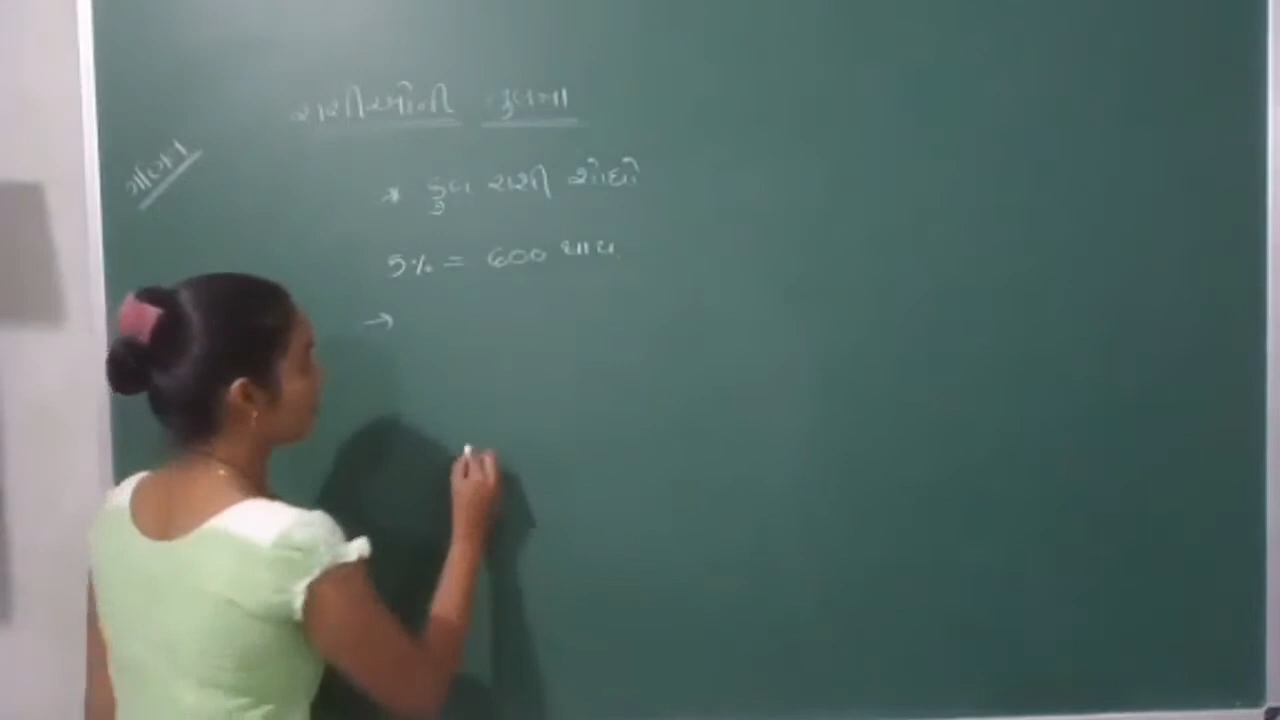 રાશીઓની તુલના
ગણિત
* કુલ રાશી શોધો
5% = 600 થાય.
→